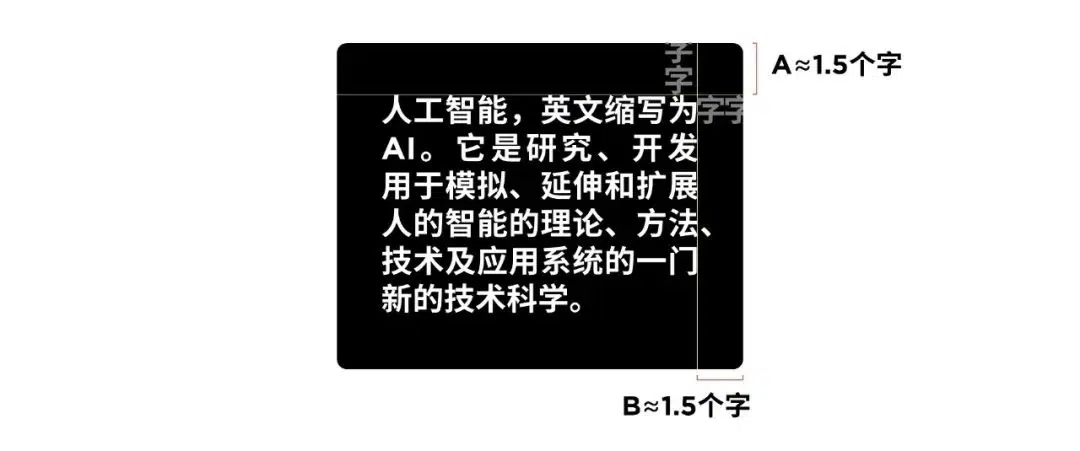 字
字
A≈1.5个字
人工智能，英文缩写为
字字
AI。它是研究、开发
用于模拟、延伸和扩展
人的智能的理论、方法、
技术及应用系统的一门
新的技术科学。
B≈1.5个字